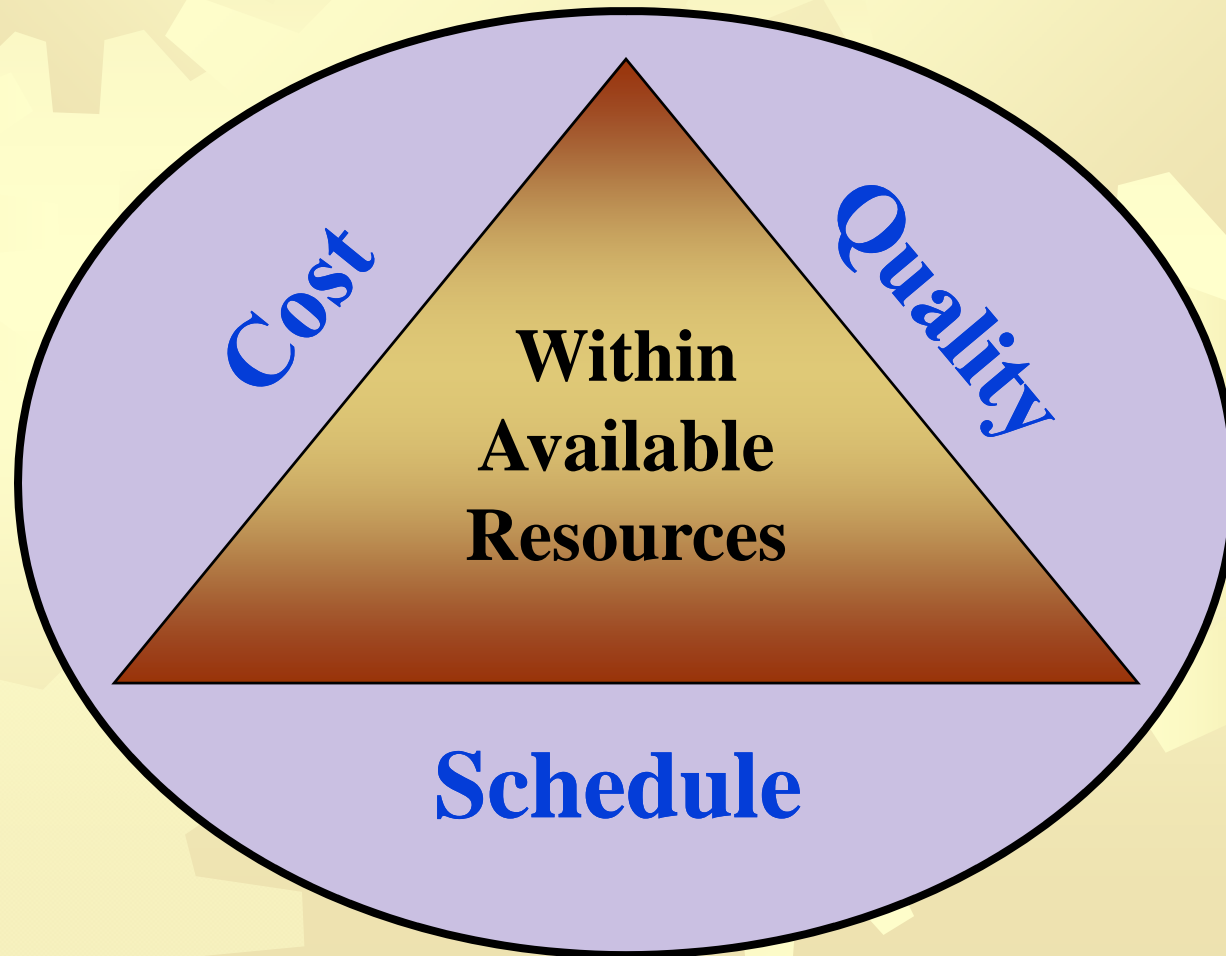 Cost
Quality
Within
Available
Resources
Schedule